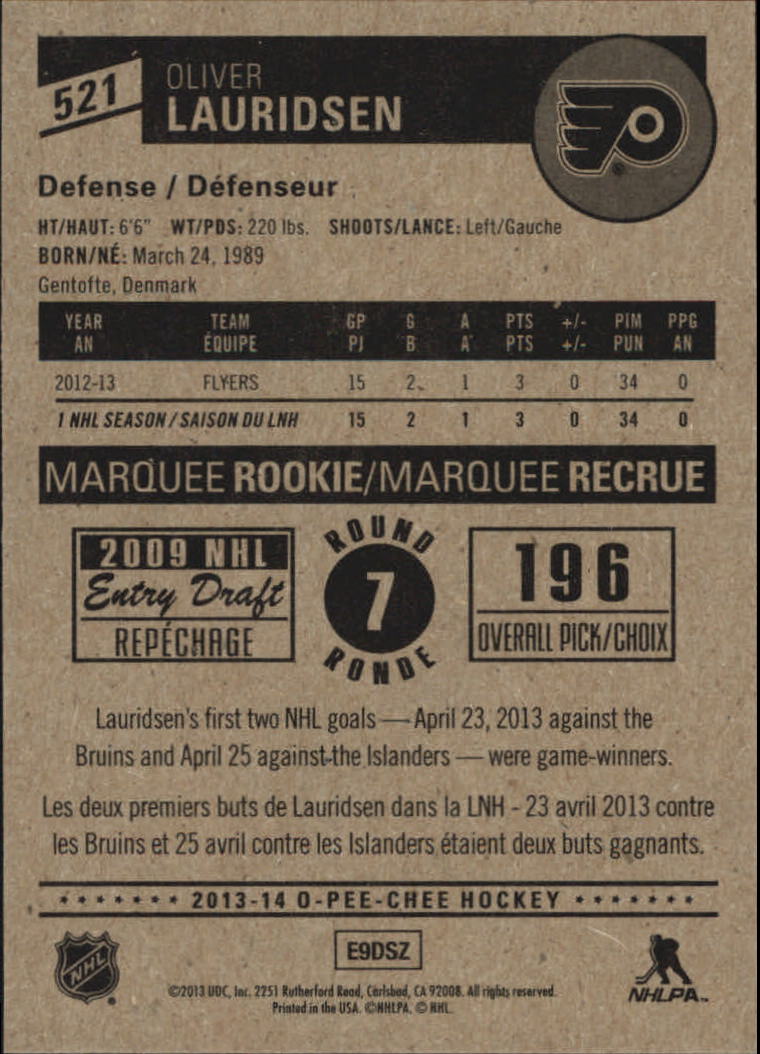 521
OLIVER
LAURIDSEN
Defense / Défenseur
HT/HAUT: 6'6" WT/PDS: 220 lbs. SHOOTS/LANCE: Left/Gauche
BORN/NÉ: March 24, 1989
Gentofte, Denmark
YEAR TEAM GP G A PTS +/- PIM PPG
AN ÉQUIPE PJ B A PTS +/- PUN AN
2012-13 FLYERS 15 2 1 3 0 34 0
1 NHL SEASON / SAISON DU LNH 15 2 1 3 0 34 0
MARQUEE ROOKIE/MARQUEE RECRUE
2009 NHL
Entry Draft
REPÉCHAGE
ROUND
7
RONDE
196
OVERALL PICK/CHOIX
Lauridsen's first two NHL goals — April 23, 2013 against the
Bruins and April 25 against the Islanders — were game-winners.
Les deux premiers buts de Lauridsen dans la LNH - 23 avril 2013 contre
les Bruins et 25 avril contre les Islanders étaient deux buts gagnants.
2013-14 O-PEE-CHEE HOCKEY
NHL
E9DSZ
NHLPA™
©2013 UDC, Inc. 2251 Rutherford Road, Carlsbad, CA 92008. All rights reserved.
Printed in the USA. ©NHLPA. © NHL.